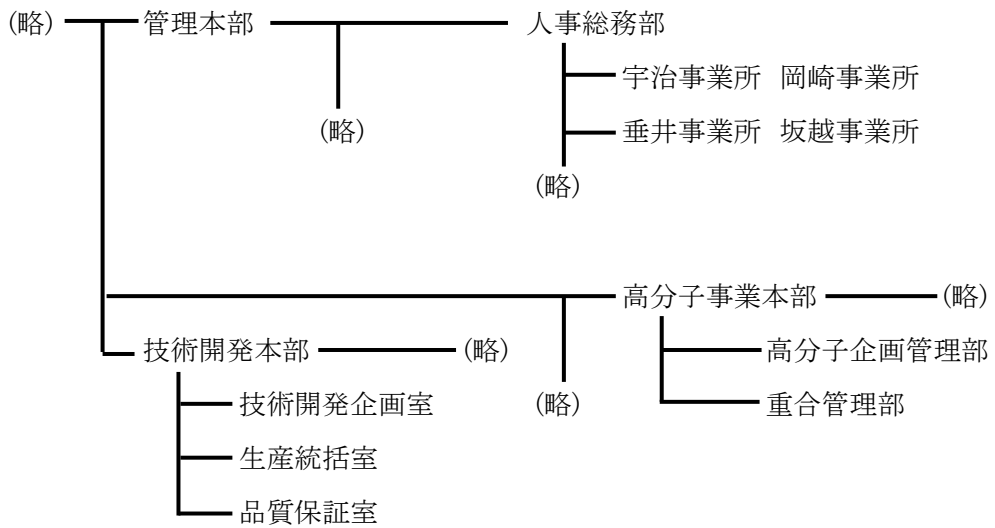 (略) 管理本部 人事総務部
宇治事業所 岡崎事業所
(略)
垂井事業所 坂越事業所
(略)
高分子事業本部 (略)
技術開発本部 (略) 高分子企画管理部
技術開発企画室 (略) 重合管理部
生産統括室
品質保証室